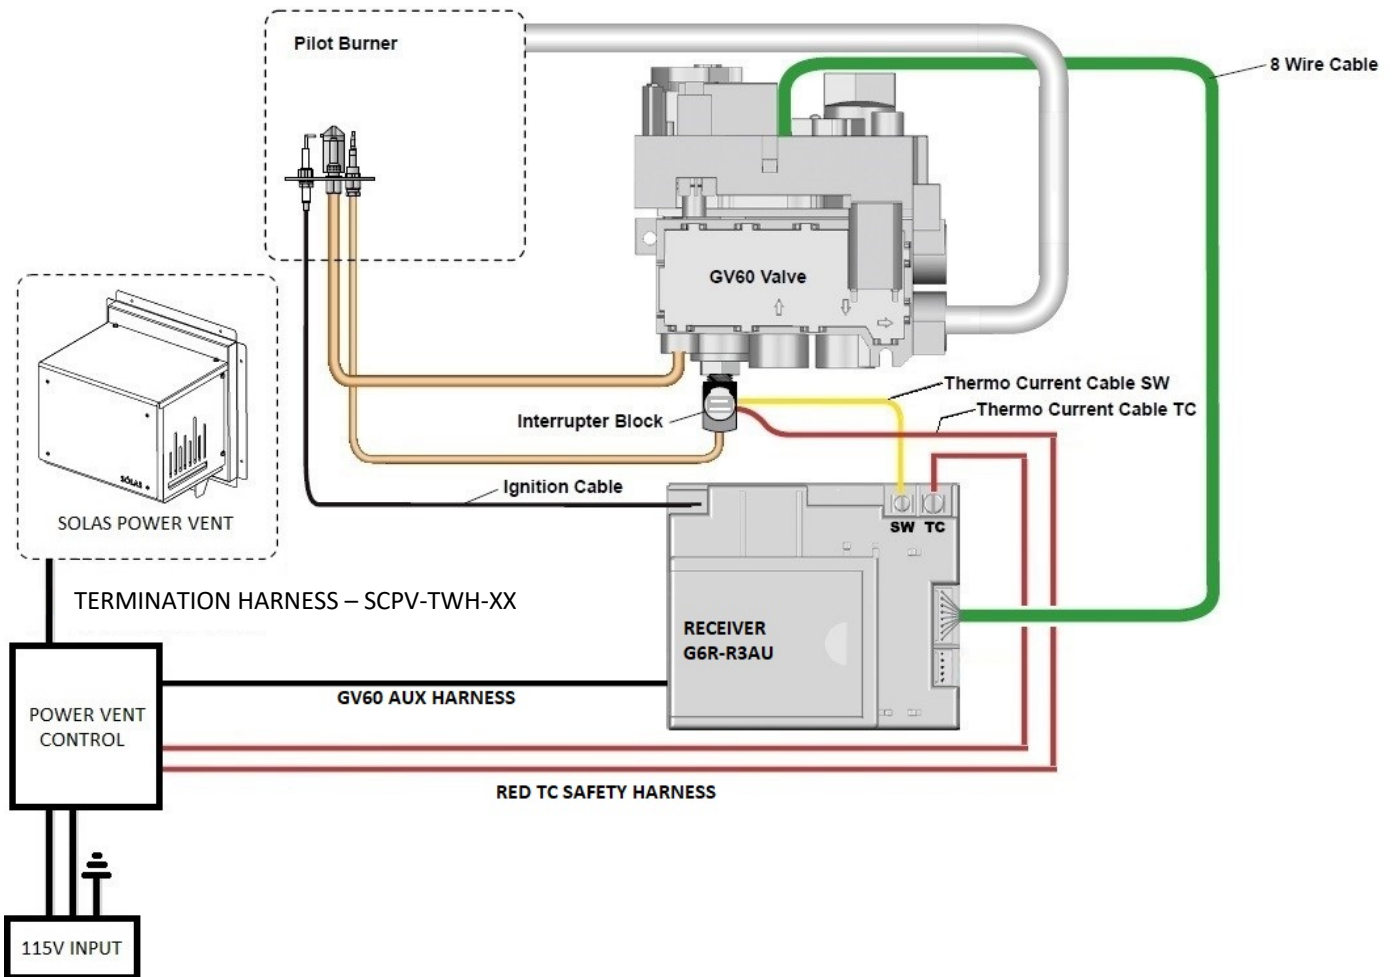 Pilot Burner
8 Wire Cable
GV60 Valve
Thermo Current Cable SW
Thermo Current Cable TC
Interrupter Block
Ignition Cable
SOLAS
SOLAS POWER VENT
SW TC
TERMINATION HARNESS – SCPV-TWH-XX
RECEIVER
G6R-R3AU
GV60 AUX HARNESS
POWER VENT
CONTROL
RED TC SAFETY HARNESS
115V INPUT